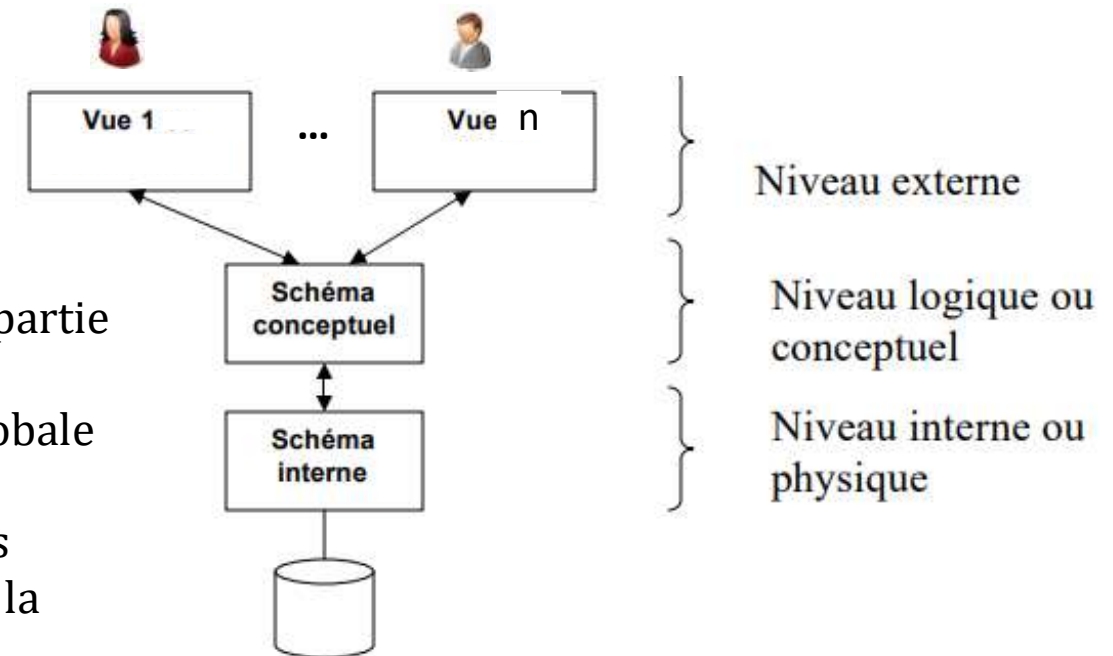 Vue 1
...
Vue n
Niveau externe
partie
Schéma
conceptuel
Niveau logique ou
conceptuel
obale
Schéma
interne
Niveau interne ou
physique
s
la